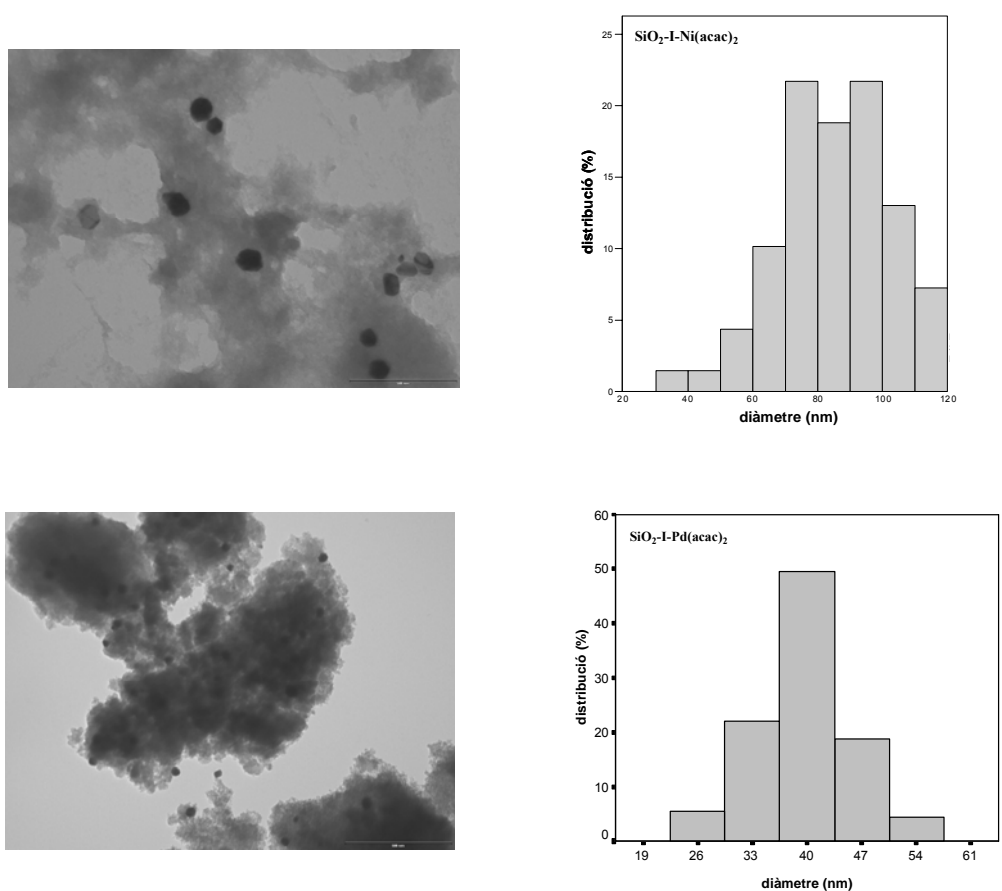 SiO₂-I-Ni(acac)₂
distribució (%)
25
20
15
10
5
0
20 40 60 80 100 120
diàmetre (nm)
SiO₂-I-Pd(acac)₂
distribució (%)
60
50
40
30
20
10
0
19 26 33 40 47 54 61
diàmetre (nm)